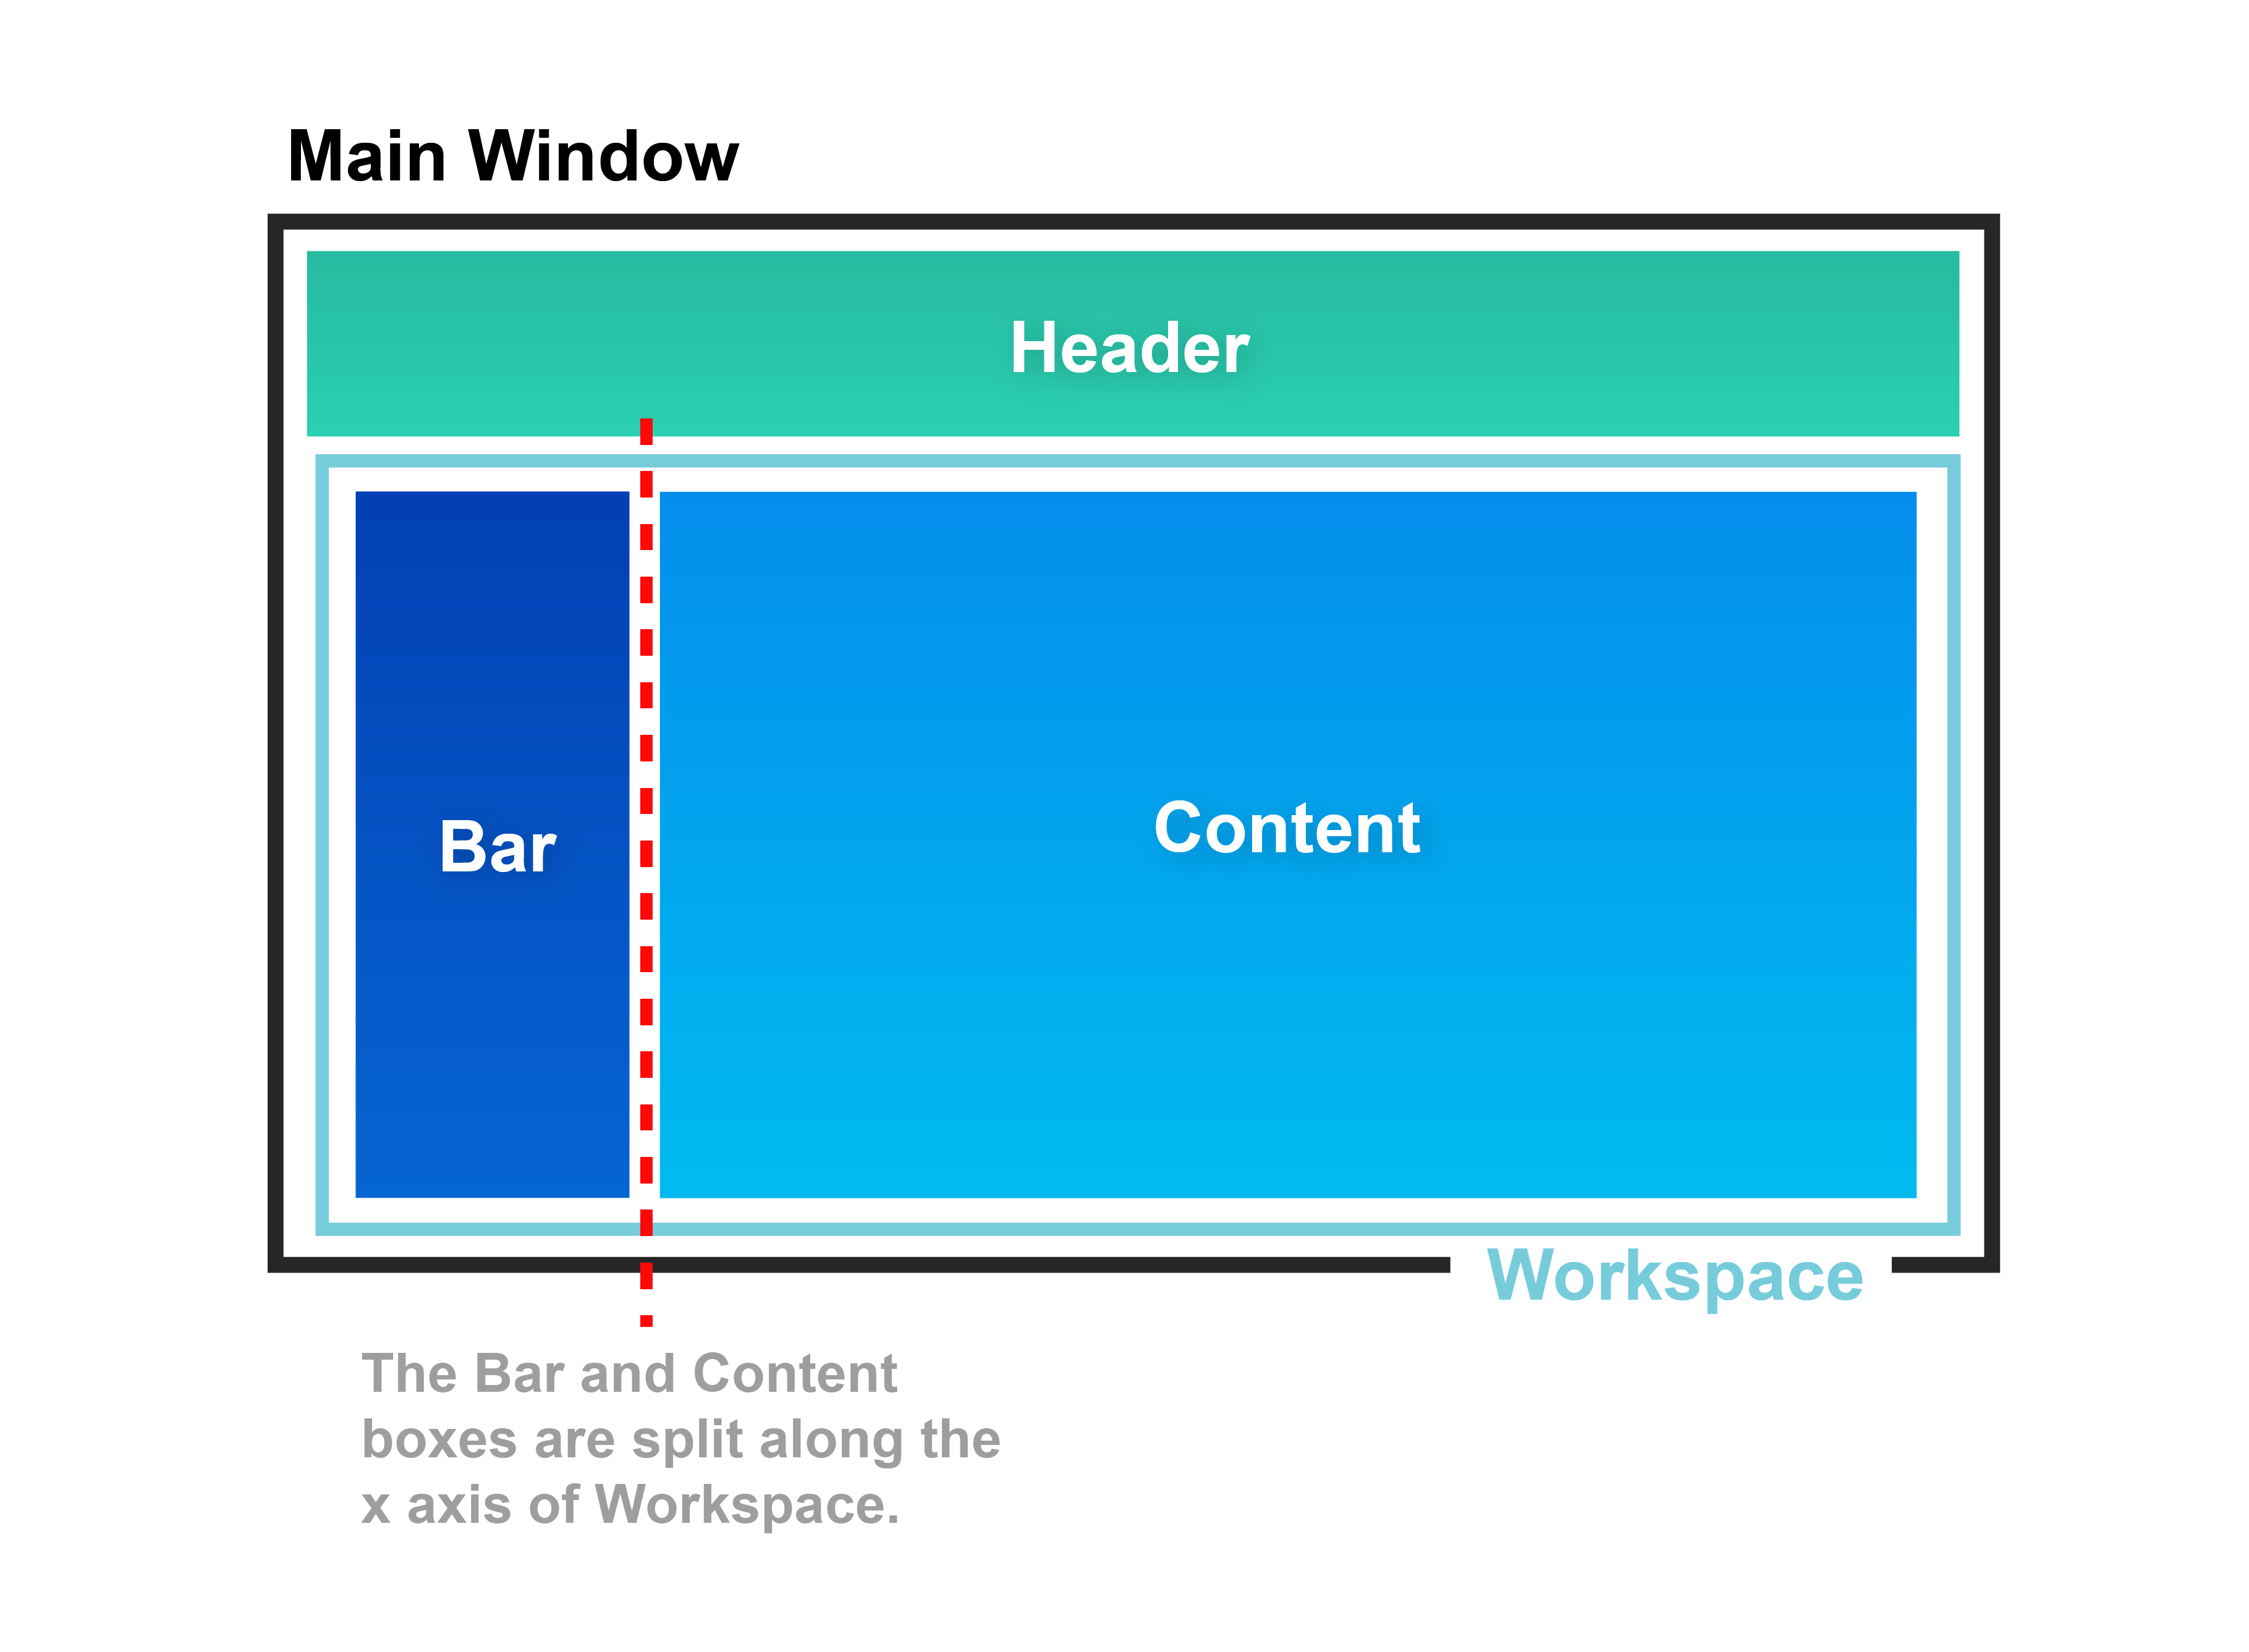 Main Window
Header
Bar
Content
Workspace
The Bar and Content
boxes are split along the
x axis of Workspace.